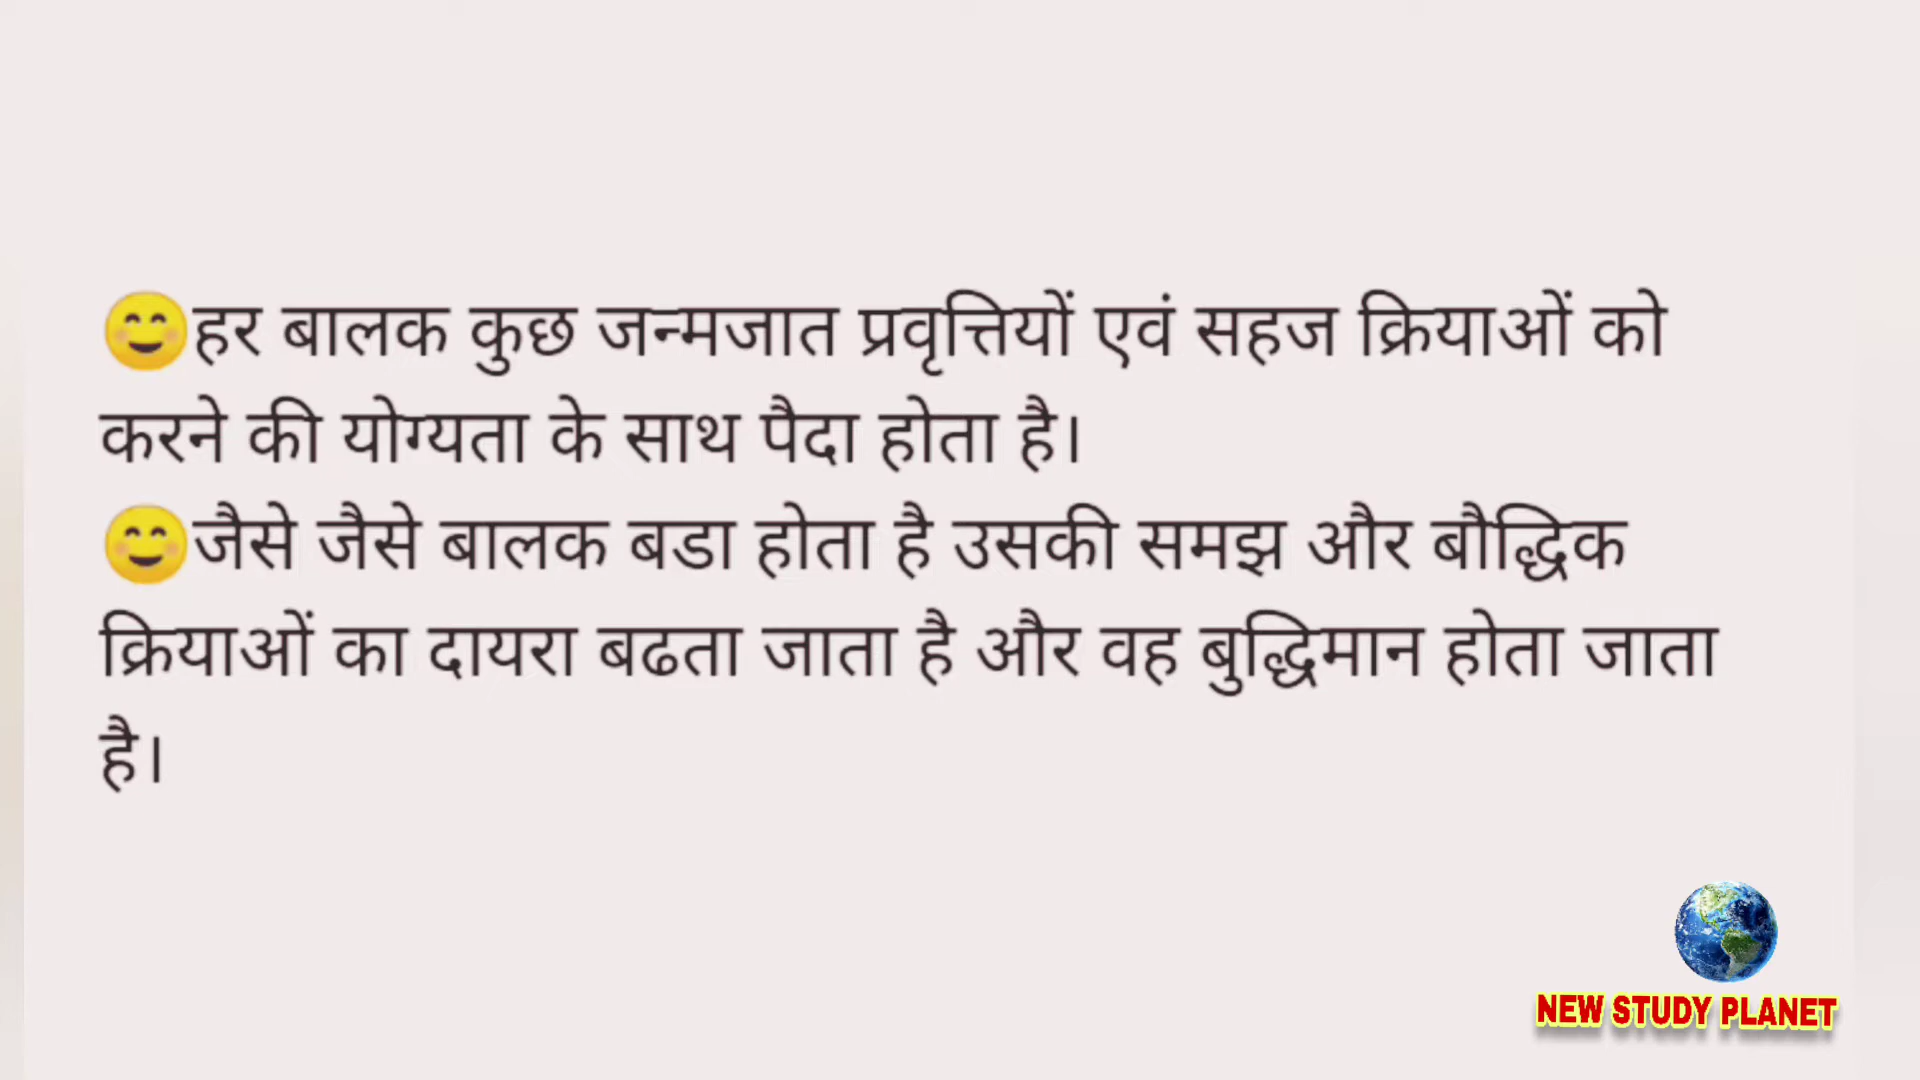 😊हर बालक कुछ जन्मजात प्रवृत्तियों एवं सहज क्रियाओं को
करने की योग्यता के साथ पैदा होता है।
😊जैसे जैसे बालक बडा होता है उसकी समझ और बौद्धिक
क्रियाओं का दायरा बढता जाता है और वह बुद्धिमान होता जाता
है।
NEW STUDY PLANET